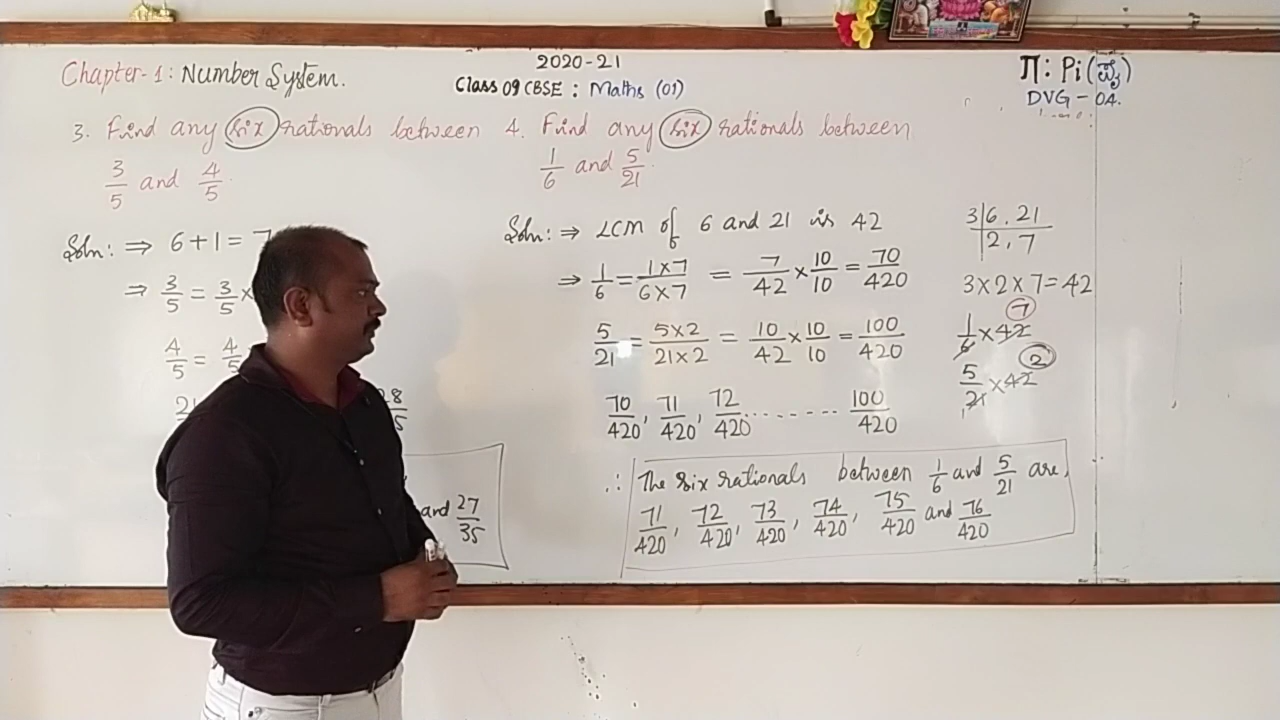 2020-21
Chapter-1: Number System.
Class 09 CBSE : Maths (01)
Π: Pi (ಪೈ)
DVG - 04.
3. Find any six rationals between
3/5 and 4/5.
Soln: ⇒ 6+1 = 7
⇒ 3/5 = 3/5 ×
4/5 = 4/5
and 27/35
4. Find any six rationals between
1/6 and 5/21.
Soln: ⇒ LCM of 6 and 21 is 42
⇒ 1/6 = 1×7/6×7 = 7/42 × 10/10 = 70/420
5/21 = 5×2/21×2 = 10/42 × 10/10 = 100/420
70/420, 71/420, 72/420 ........ 100/420
∴ The six rationals between 1/6 and 5/21 are,
71/420, 72/420, 73/420, 74/420, 75/420 and 76/420
3|6, 21
2, 7
3×2×7=42
1/6 × 42 7
5/21 × 42 2